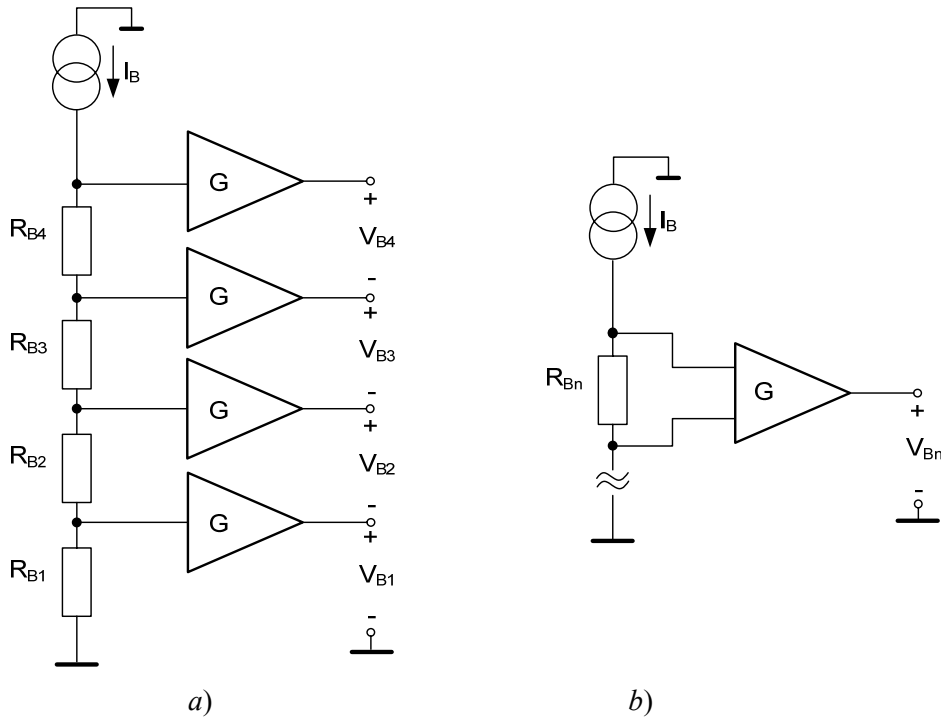 I_B
G
R_B4
+
V_B4
-
G
+
R_B3
V_B3
-
G
+
R_B2
V_B2
-
G
+
R_B1
V_B1
-
a)
I_B
R_Bn
G
+
V_Bn
-
b)